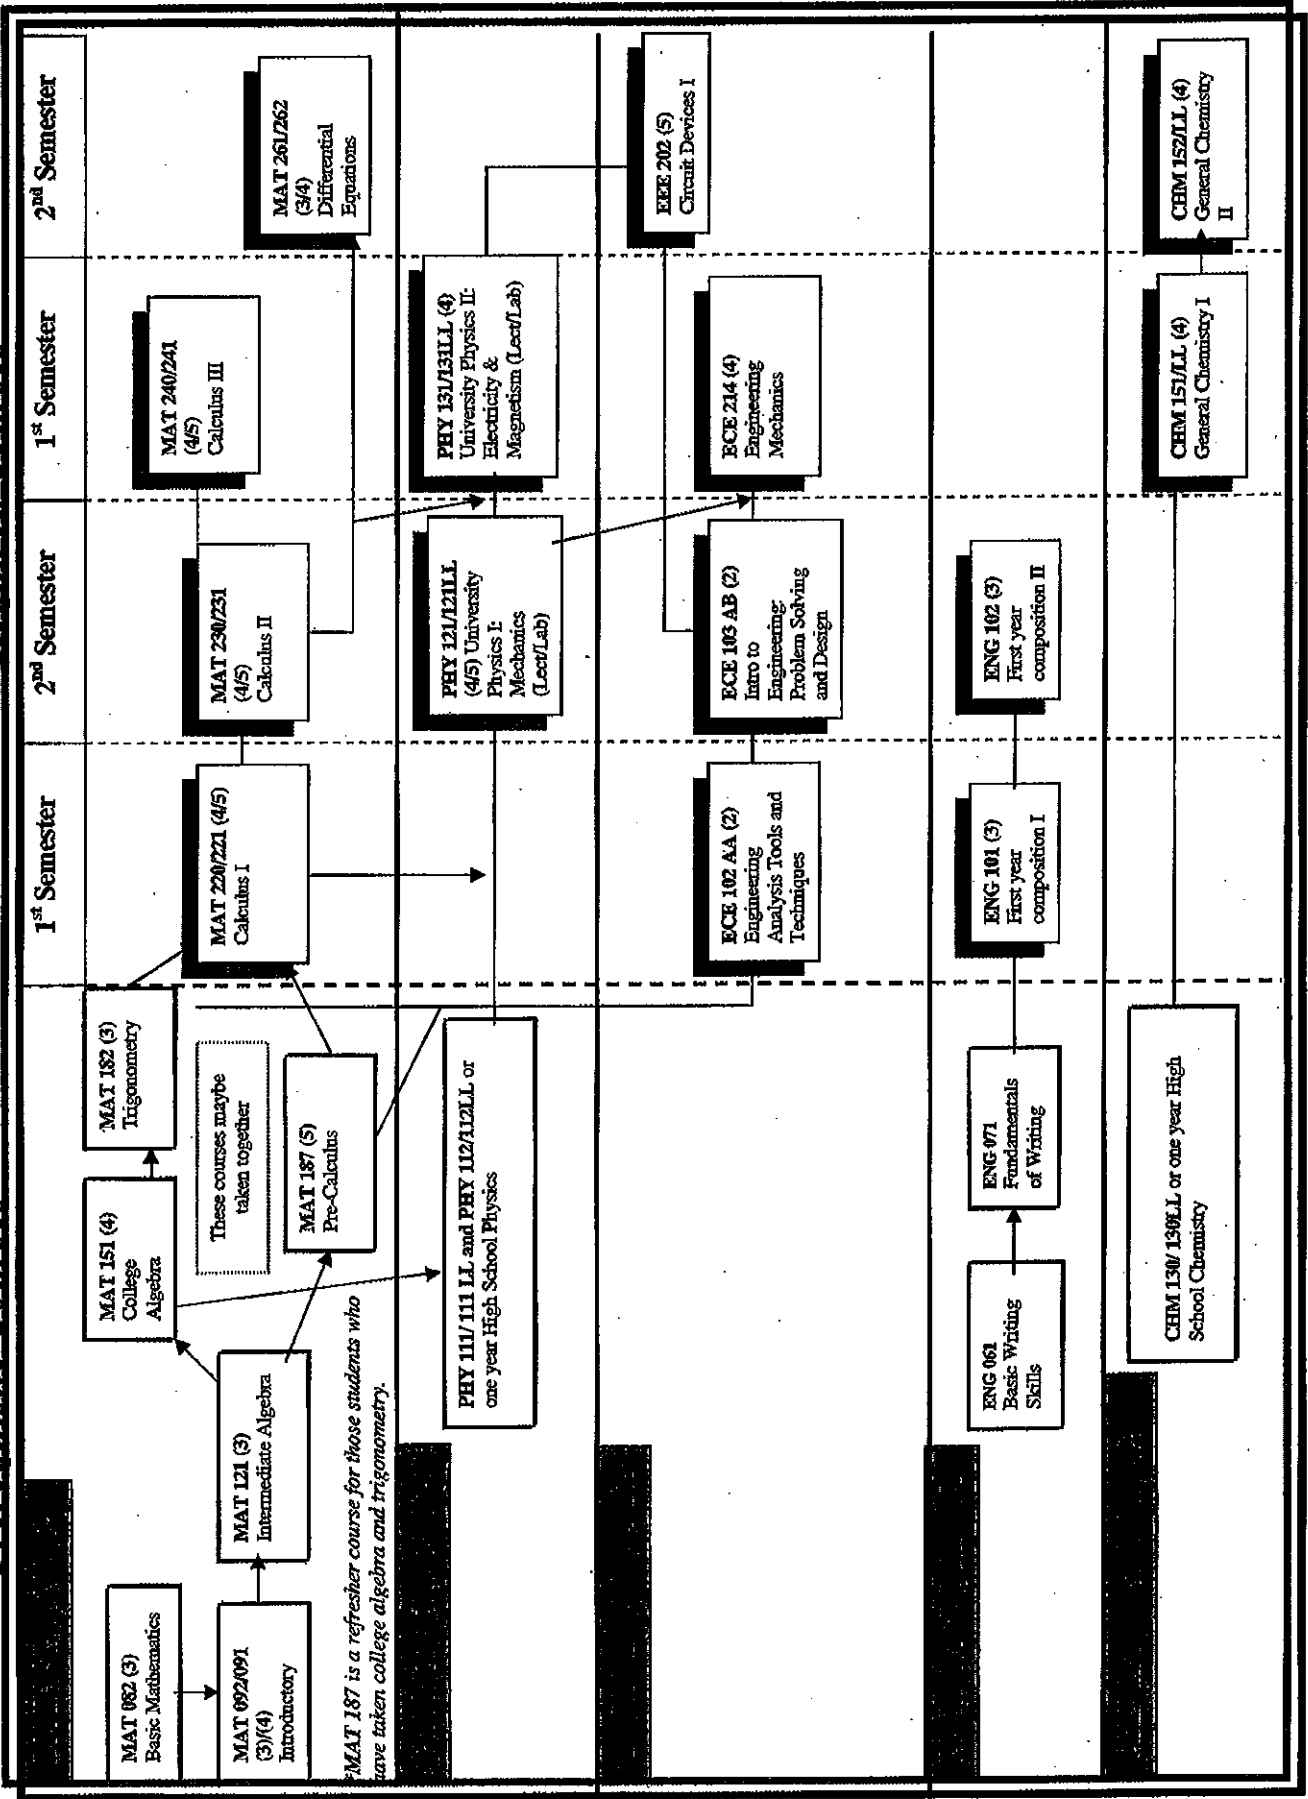 1st Semester
2nd Semester
1st Semester
2nd Semester
MAT 082 (3)
Basic Mathematics
MAT 092/091
(3)/(4)
Introductory
MAT 121 (3)
Intermediate Algebra
MAT 151 (4)
College
Algebra
MAT 182 (3)
Trigonometry
These courses maybe
taken together
MAT 187 (5)
Pre-Calculus
*MAT 187 is a refresher course for those students who
have taken college algebra and trigonometry.
MAT 220/221 (4/5)
Calculus I
MAT 230/231
(4/5)
Calculus II
MAT 240/241
(4/5)
Calculus III
MAT 261/262
(3/4)
Differential
Equations
PHY 111/ 111 LL and PHY 112/112LL or
one year High School Physics
PHY 121/121LL
(4/5) University
Physics I:
Mechanics
(Lect/Lab)
PHY 131/131LL (4)
University Physics II:
Electricity &
Magnetism (Lect/Lab)
ECE 102 AA (2)
Engineering
Analysis Tools and
Techniques
ECE 103 AB (2)
Intro to
Engineering:
Problem Solving
and Design
ECE 214 (4)
Engineering
Mechanics
EEE 202 (5)
Circuit Devices I
ENG 061
Basic Writing
Skills
ENG 071
Fundamentals
of Writing
ENG 101 (3)
First year
composition I
ENG 102 (3)
First year
composition II
CHM 130/ 130LL or one year High
School Chemistry
CHM 151/LL (4)
General Chemistry I
CHM 152/LL (4)
General Chemistry
II